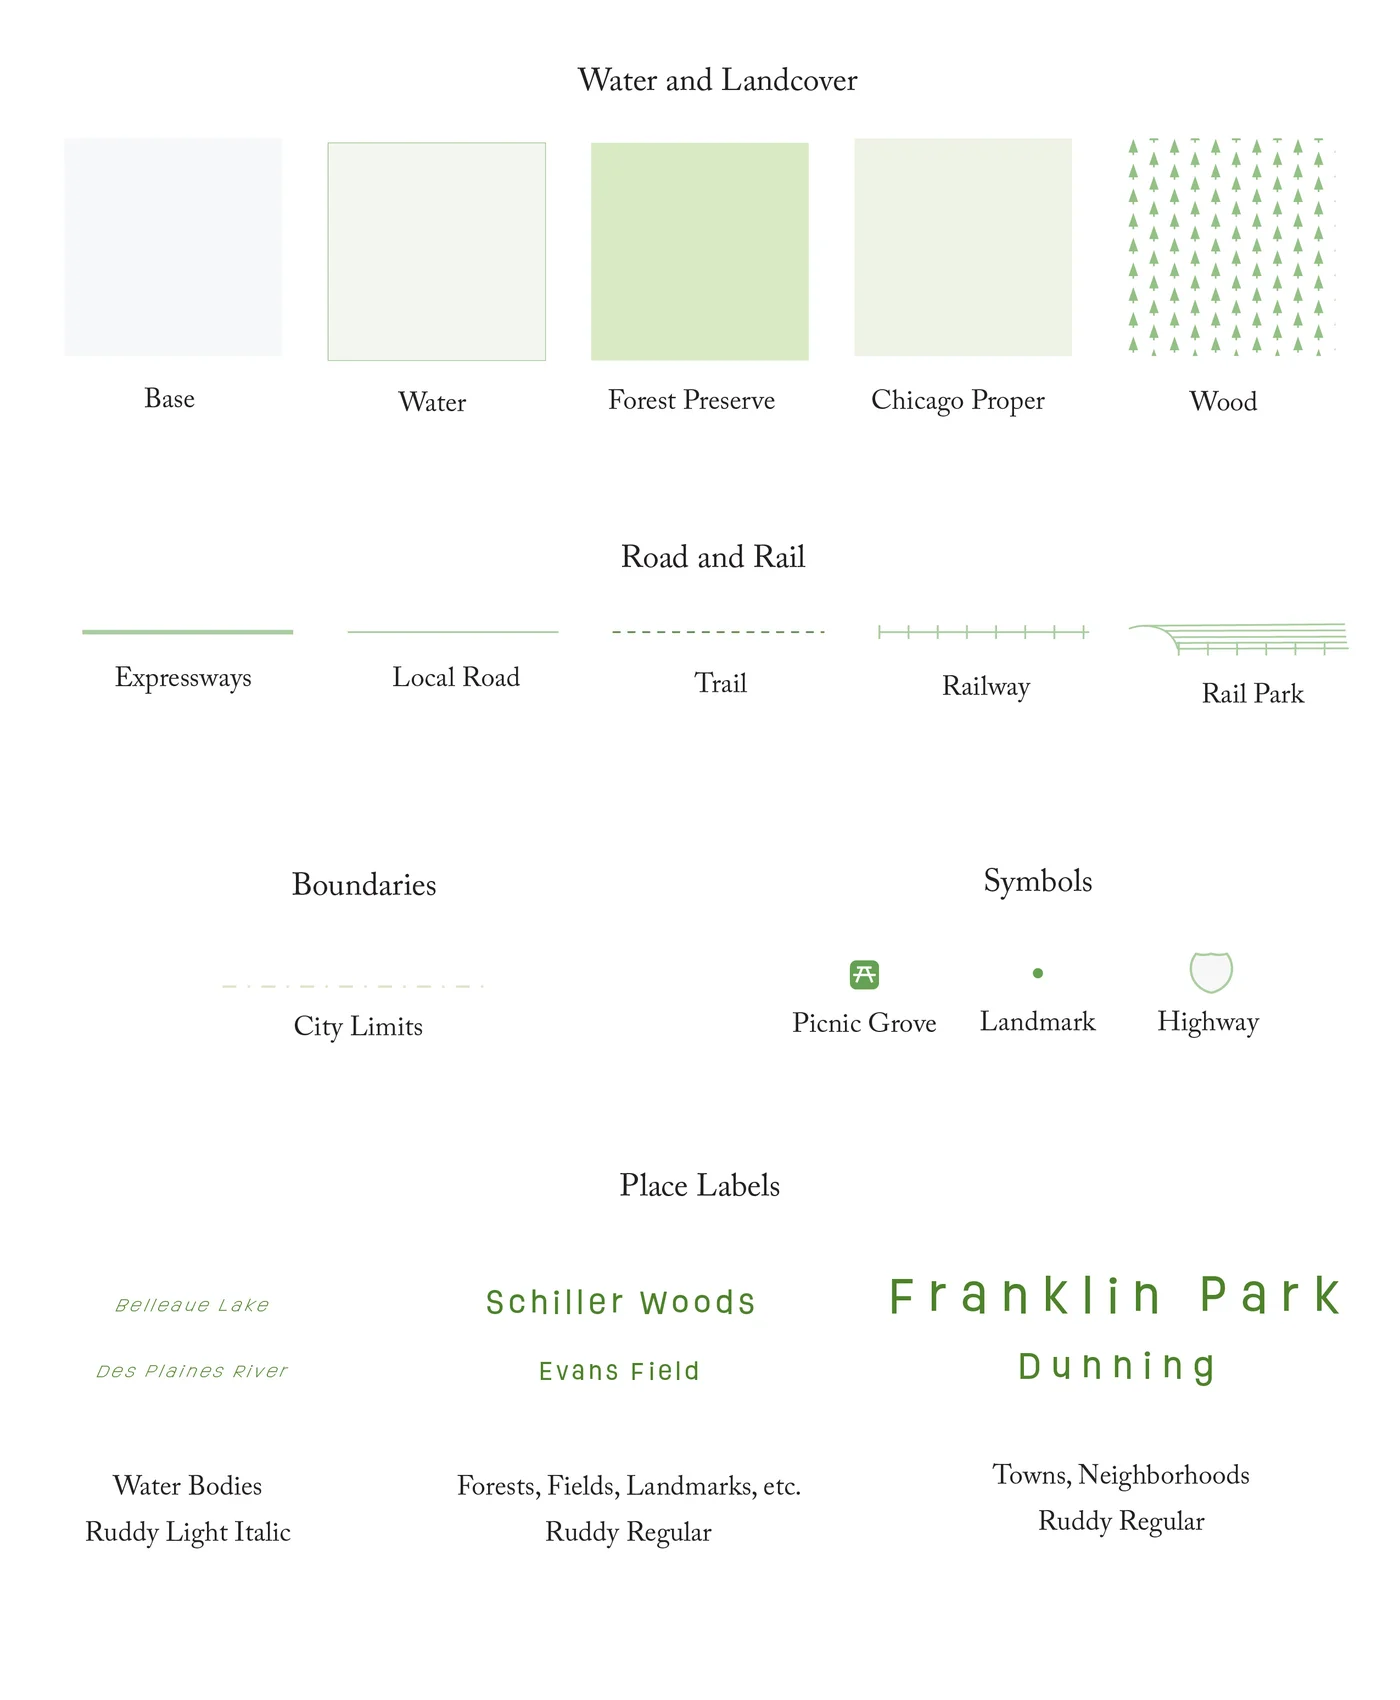 Water and Landcover
Base
Water
Forest Preserve
Chicago Proper
Wood
Road and Rail
Expressways
Local Road
Trail
Railway
Rail Park
Boundaries
City Limits
Symbols
Picnic Grove
Landmark
Highway
Place Labels
Belleaue Lake
Des Plaines River
Water Bodies
Ruddy Light Italic
Schiller Woods
Evans Field
Forests, Fields, Landmarks, etc.
Ruddy Regular
Franklin Park
Dunning
Towns, Neighborhoods
Ruddy Regular